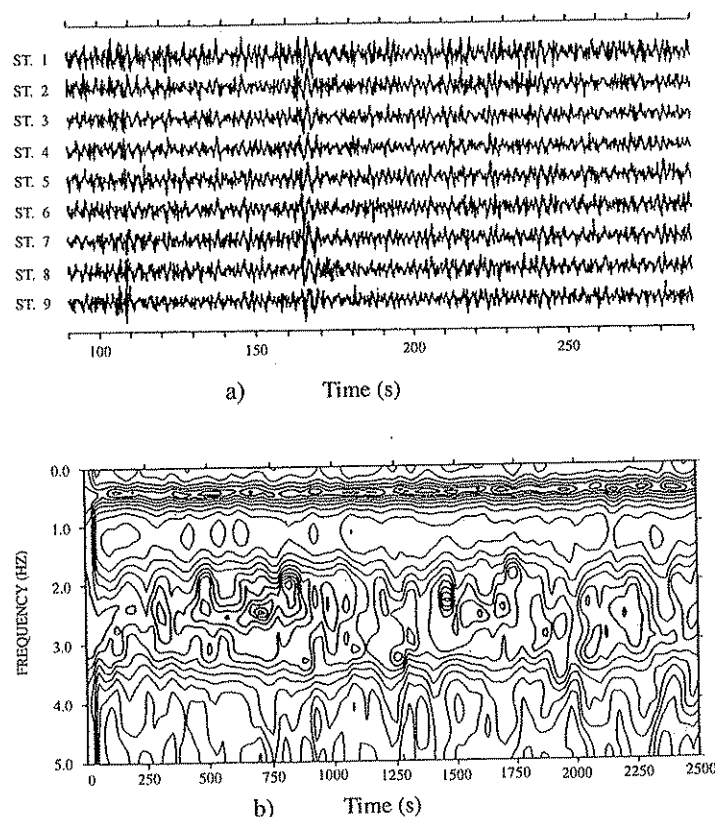 ST. 1
ST. 2
ST. 3
ST. 4
ST. 5
ST. 6
ST. 7
ST. 8
ST. 9
100 150 200 250
a) Time (s)
FREQUENCY (HZ)
0.0
1.0
2.0
3.0
4.0
5.0
0 250 500 750 1000 1250 1500 1750 2000 2250 2500
b) Time (s)